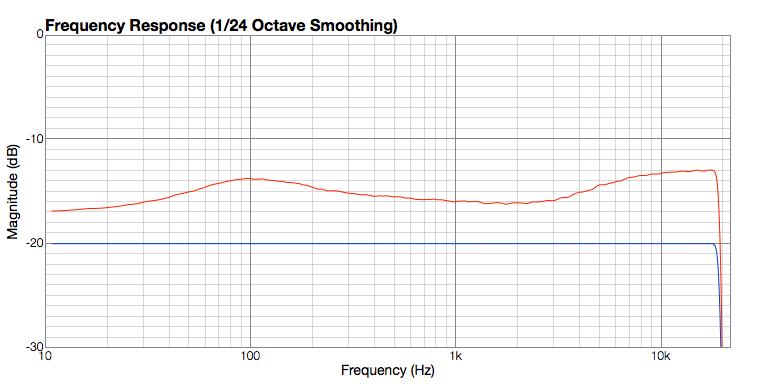 Frequency Response (1/24 Octave Smoothing)
0
-10
-20
-30
Magnitude (dB)
10 100 1k 10k
Frequency (Hz)